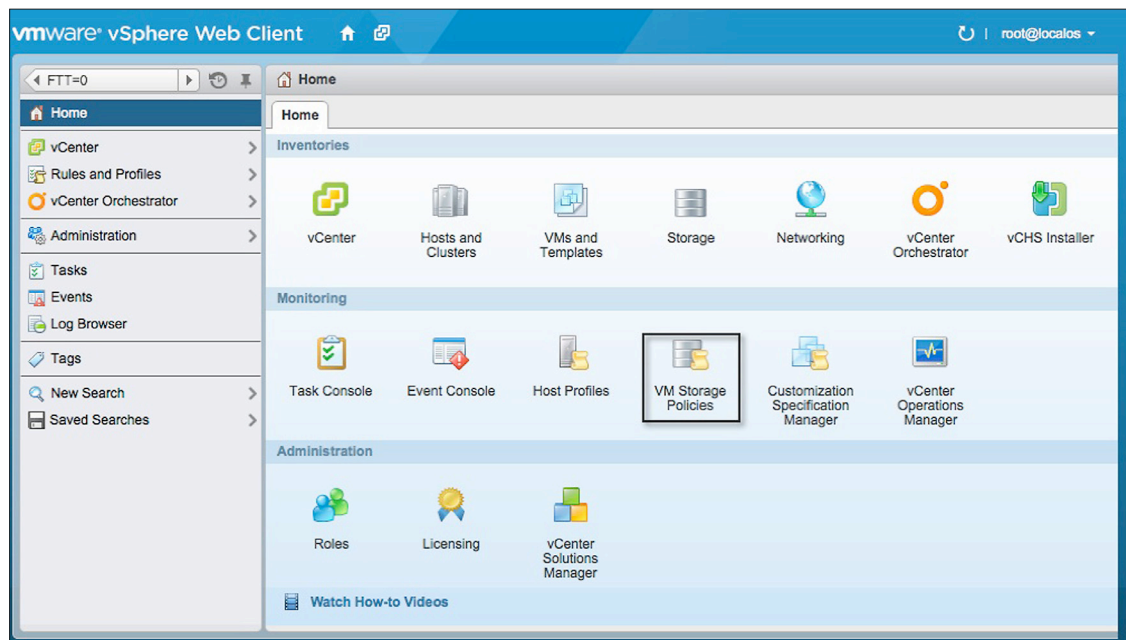 vmware® vSphere Web Client
root@localos
FTT=0
Home
vCenter
Rules and Profiles
vCenter Orchestrator
Administration
Tasks
Events
Log Browser
Tags
New Search
Saved Searches
Home
Home
Inventories
vCenter
Hosts and
Clusters
VMs and
Templates
Storage
Networking
vCenter
Orchestrator
vCHS Installer
Monitoring
Task Console
Event Console
Host Profiles
VM Storage
Policies
Customization
Specification
Manager
vCenter
Operations
Manager
Administration
Roles
Licensing
vCenter
Solutions
Manager
Watch How-to Videos